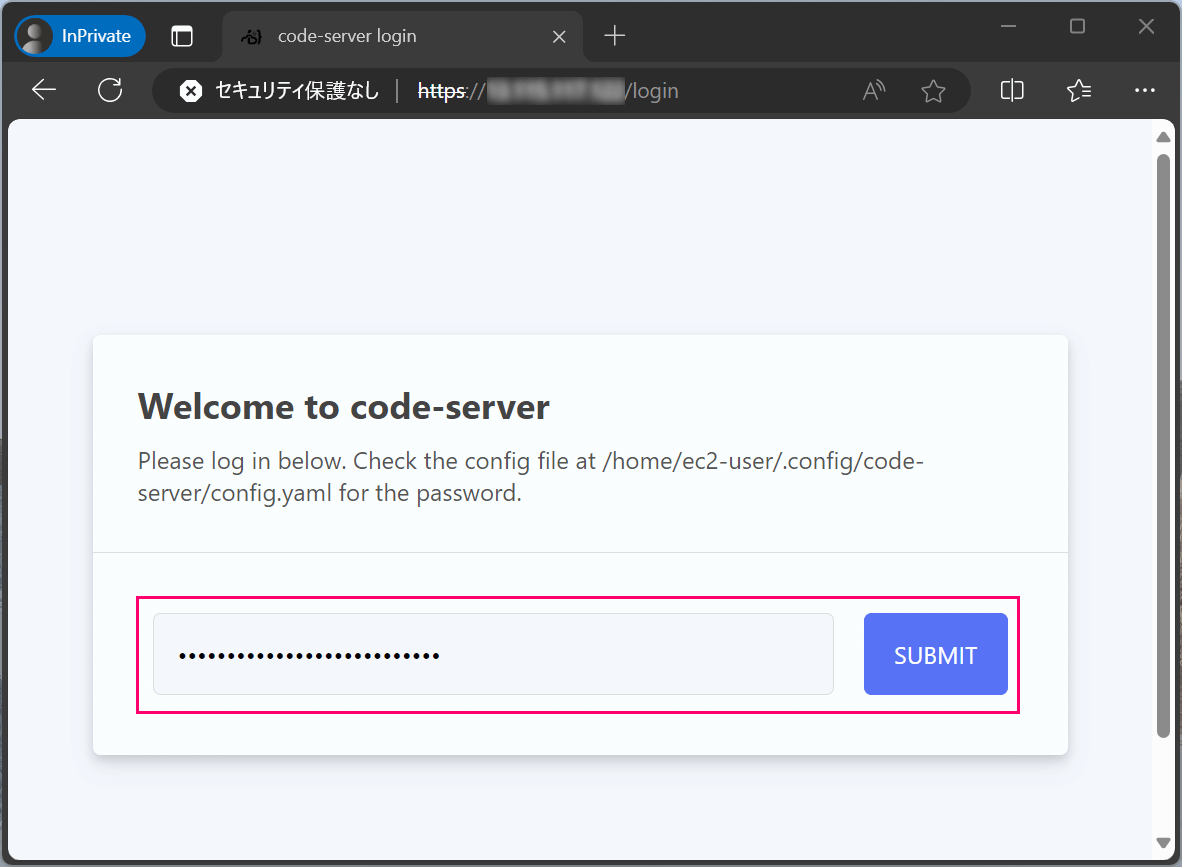 InPrivate
code-server login
セキュリティ保護なし
https:// /login
Welcome to code-server
Please log in below. Check the config file at /home/ec2-user/.config/code-
server/config.yaml for the password.
SUBMIT